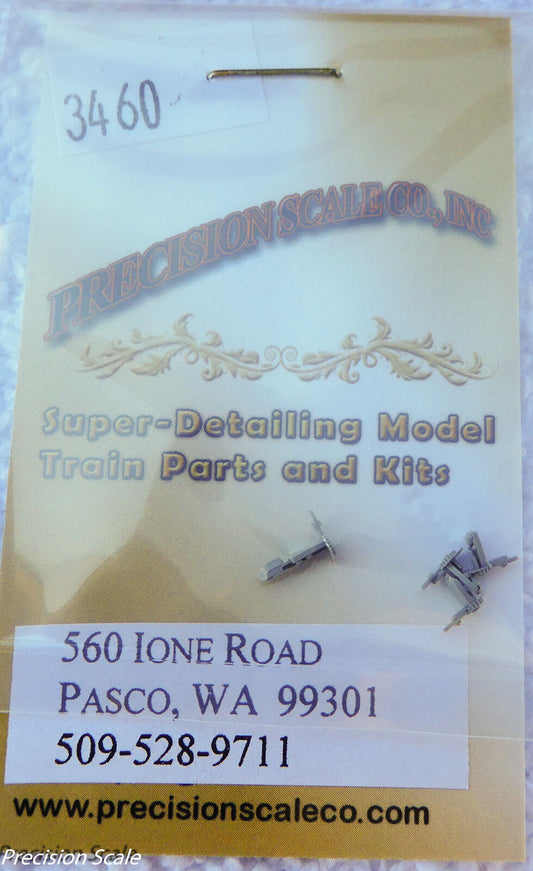 3460
PRECISION SCALE CO., INC
Super-Detailing Model
Train Parts and Kits
560 IONE ROAD
PASCO, WA 99301
509-528-9711
www.precisionscaleco.com
Precision Scale